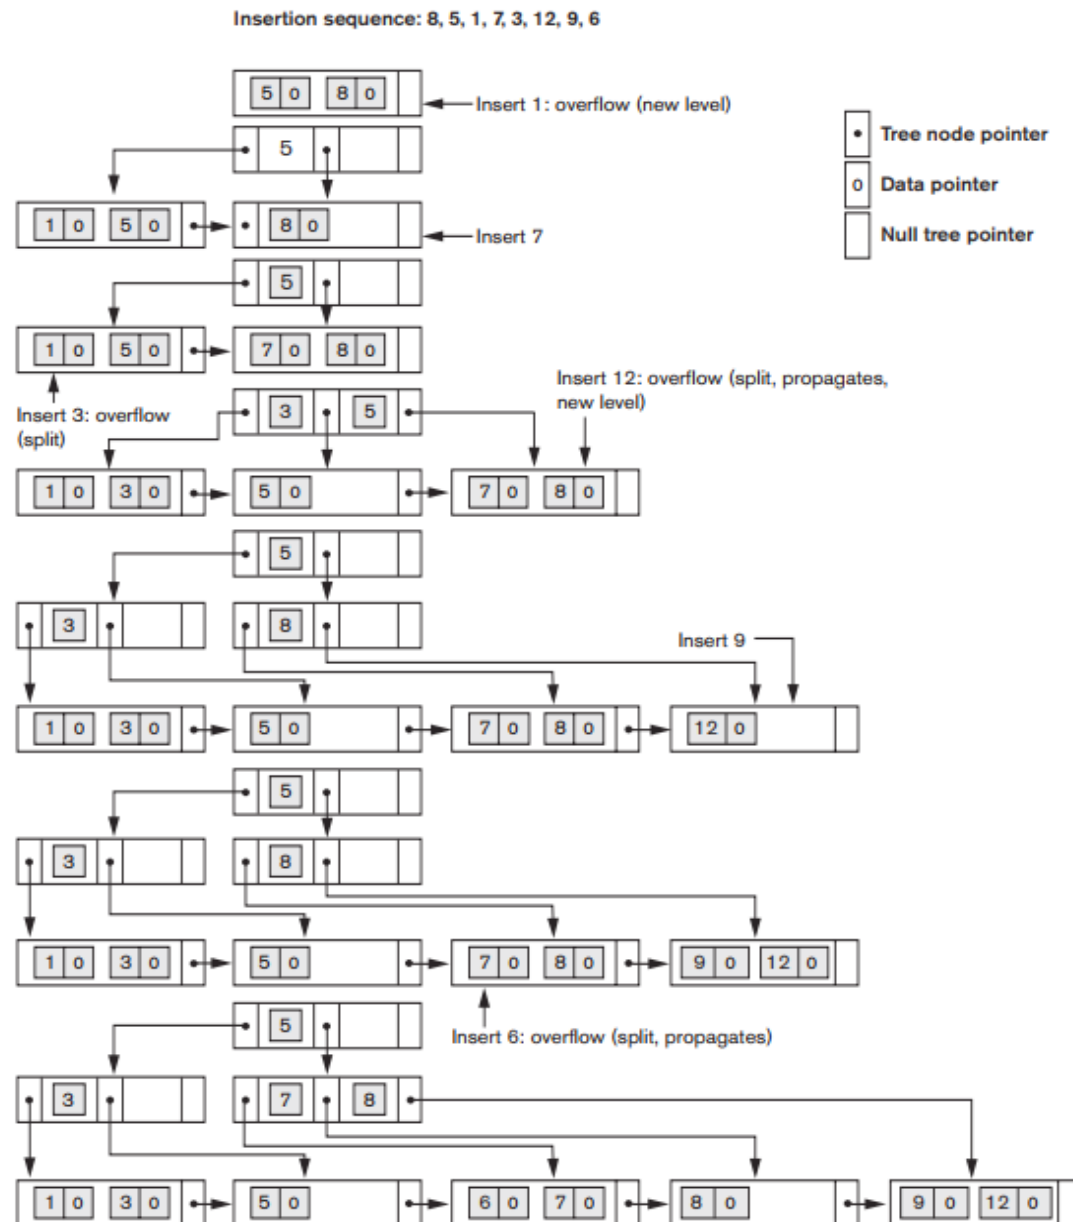 Insertion sequence: 8, 5, 1, 7, 3, 12, 9, 6
5 o 8 o
Insert 1: overflow (new level)
5
Tree node pointer
o Data pointer
Null tree pointer
1 o 5 o 8 o
Insert 7
5
1 o 5 o 7 o 8 o
Insert 3: overflow
(split)
Insert 12: overflow (split, propagates,
new level)
3 5
1 o 3 o 5 o 7 o 8 o
5
3 8
Insert 9
1 o 3 o 5 o 7 o 8 o 12 o
5
3 8
1 o 3 o 5 o 7 o 8 o 9 o 12 o
Insert 6: overflow (split, propagates)
5
3 7 8
1 o 3 o 5 o 6 o 7 o 8 o 9 o 12 o